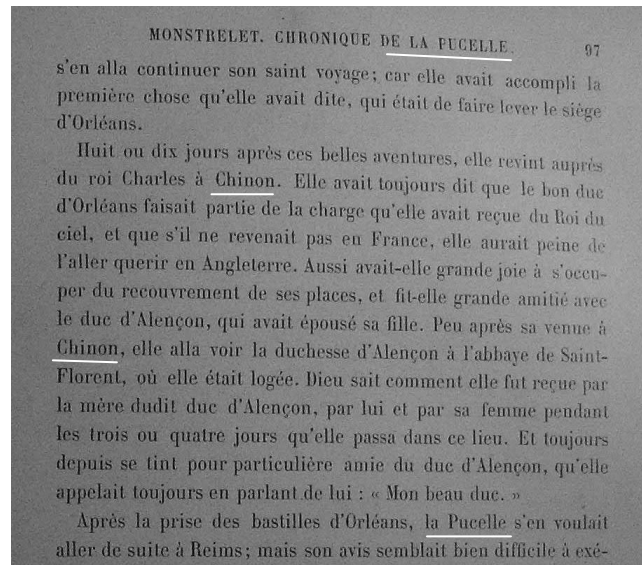 MONSTRELET. CHRONIQUE DE LA PUCELLE. 97
s'en alla continuer son saint voyage; car elle avait accompli la
première chose qu'elle avait dite, qui était de faire lever le siége
d'Orléans.
Huit ou dix jours après ces belles aventures, elle revint auprès
du roi Charles à Chinon. Elle avait toujours dit que le bon duc
d'Orléans faisait partie de la charge qu'elle avait reçue du Roi du
ciel, et que s'il ne revenait pas en France, elle aurait peine de
l'aller querir en Angleterre. Aussi avait-elle grande joie à s'occu-
per du recouvrement de ses places, et fit-elle grande amitié avec
le duc d'Alençon, qui avait épousé sa fille. Peu après sa venue à
Chinon, elle alla voir la duchesse d'Alençon à l'abbaye de Saint-
Florent, où elle était logée. Dieu sait comment elle fut reçue par
la mère dudit duc d'Alençon, par lui et par sa femme pendant
les trois ou quatre jours qu'elle passa dans ce lieu. Et toujours
depuis se tint pour particulière amie du duc d'Alençon, qu'elle
appelait toujours en parlant de lui : « Mon beau duc. »
Après la prise des bastilles d'Orléans, la Pucelle s'en voulait
aller de suite à Reims; mais son avis semblait bien difficile à exé-